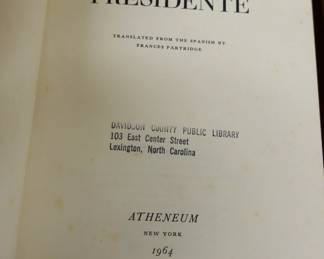 PRESIDENTE
TRANSLATED FROM THE SPANISH BY
FRANCES PARTRIDGE
DAVIDSON COUNTY PUBLIC LIBRARY
103 East Center Street
Lexington, North Carolina
ATHENEUM
NEW YORK
1964